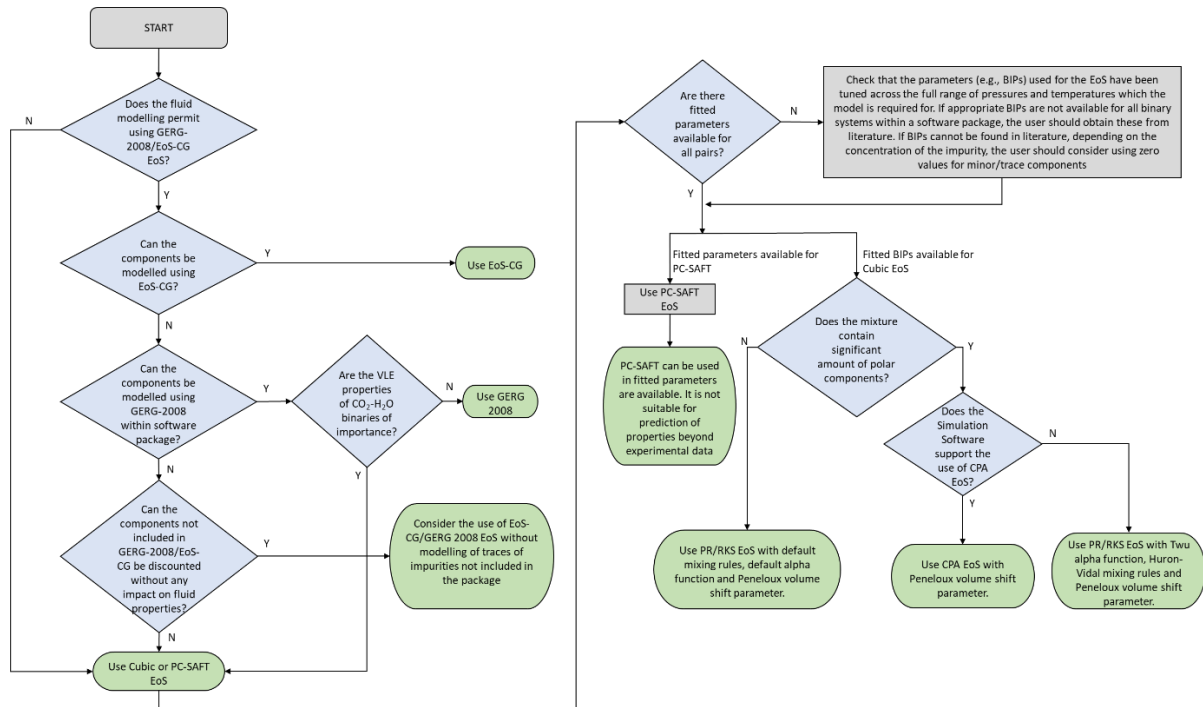 START
Does the fluid
modelling permit
using GERG-
2008/EoS-CG
EoS?
N
Y
Can the
components be
modelled using
EoS-CG?
Y
Use EoS-CG
N
Can the
components be
modelled using
GERG-2008
within software
package?
Y
Are the VLE
properties
of CO₂-H₂O
binaries of
importance?
N
Use GERG
2008
Y
N
Can the
components not
included in
GERG-2008/EoS-
CG be discounted
without any
impact on fluid
properties?
Y
Consider the use of EoS-
CG/GERG 2008 EoS without
modelling of traces of
impurities not included in
the package
N
Use Cubic or PC-SAFT
EoS
Are there
fitted
parameters
available for
all pairs?
N
Check that the parameters (e.g., BIPs) used for the EoS have been
tuned across the full range of pressures and temperatures which the
model is required for. If appropriate BIPs are not available for all binary
systems within a software package, the user should obtain these from
literature. If BIPs cannot be found in literature, depending on the
concentration of the impurity, the user should consider using zero
values for minor/trace components
Y
Fitted parameters available for
PC-SAFT
Fitted BIPs available for
Cubic EoS
Use PC-SAFT
EoS
PC-SAFT can be used
in fitted parameters
are available. It is not
suitable for
prediction of
properties beyond
experimental data
Does the mixture
contain
significant
amount of polar
components?
N
Y
Does the
Simulation
Software
support the
use of CPA
EoS?
N
Y
Use PR/RKS EoS with default
mixing rules, default alpha
function and Peneloux volume
shift parameter.
Use CPA EoS with
Peneloux volume shift
parameter.
Use PR/RKS EoS with Twu
alpha function, Huron-
Vidal mixing rules and
Peneloux volume shift
parameter.